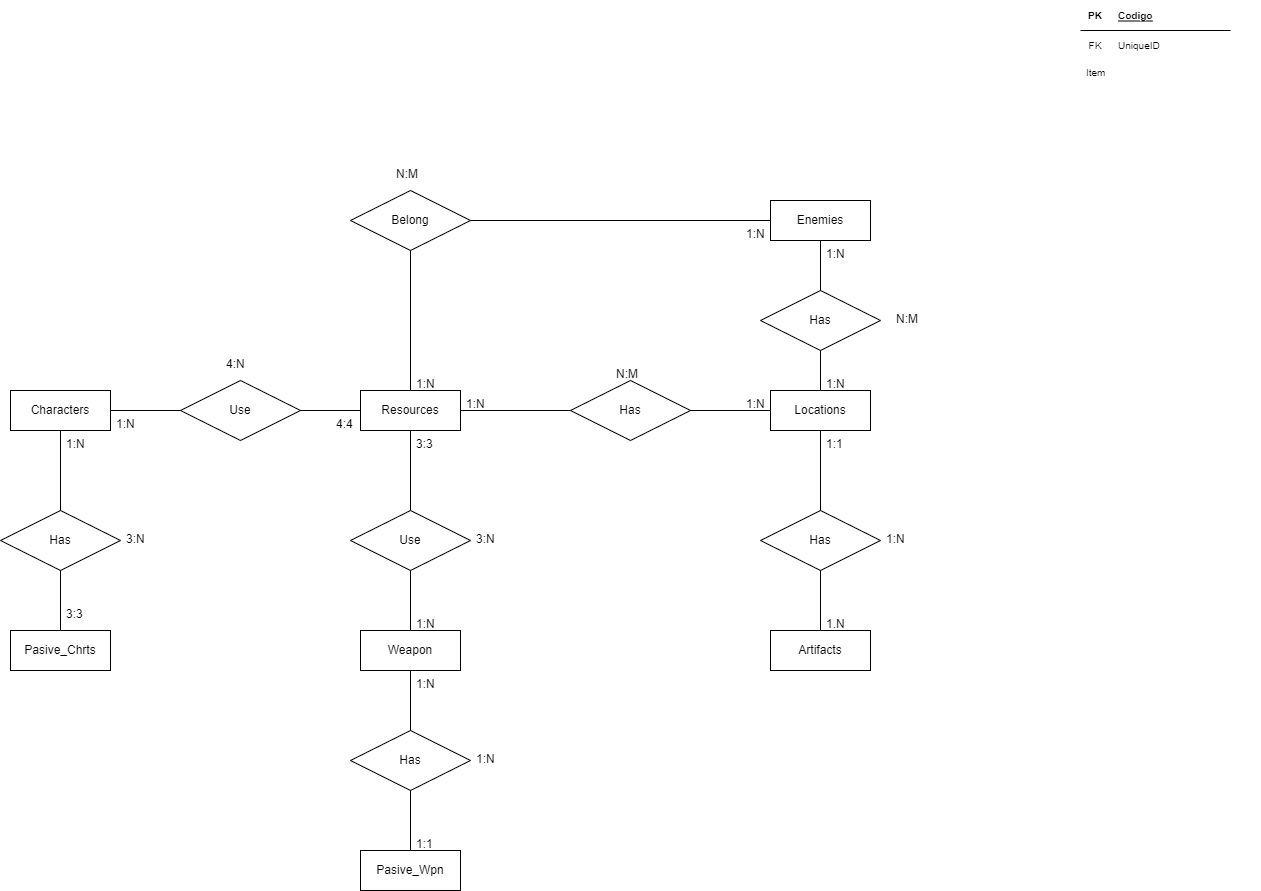 PK Codigo
FK UniqueID
Item
N:M
Belong
Enemies
1:N
1:N
Has
N:M
4:N
N:M
1:N
1:N
Characters
Use
Resources
1:N
Has
1:N
Locations
1:N
4:4
1:N
3:3
1:1
Has
3:N
Use
3:N
Has
1:N
3:3
1:N
1.N
Pasive_Chrts
Weapon
Artifacts
1:N
Has
1:N
1:1
Pasive_Wpn